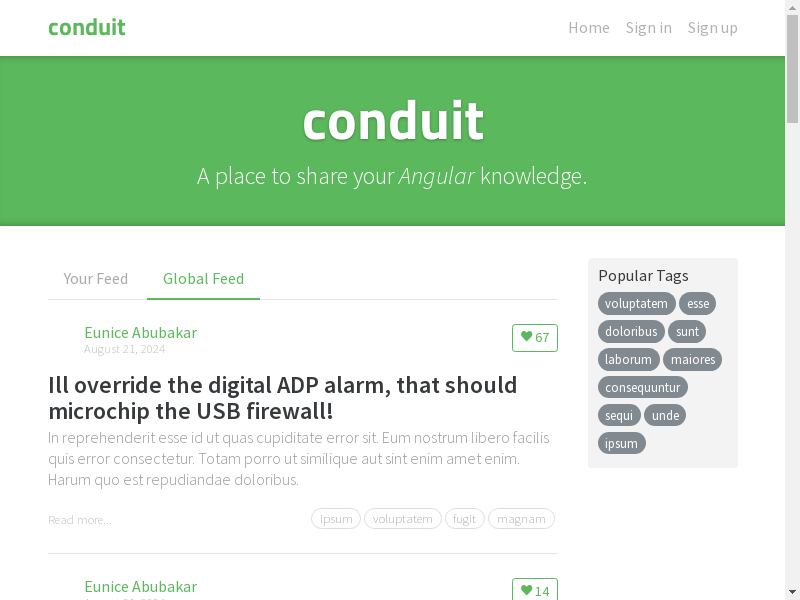 conduit
Home Sign in Sign up
conduit
A place to share your Angular knowledge.
Your Feed Global Feed
Eunice Abubakar
August 21, 2024
67
Ill override the digital ADP alarm, that should
microchip the USB firewall!
In reprehenderit esse id ut quas cupiditate error sit. Eum nostrum libero facilis
quis error consectetur. Totam porro ut similique aut sint enim amet enim.
Harum quo est repudiandae doloribus.
Read more...
ipsum voluptatem fugit magnam
Eunice Abubakar
14
Popular Tags
voluptatem esse
doloribus sunt
laborum maiores
consequuntur
sequi unde
ipsum